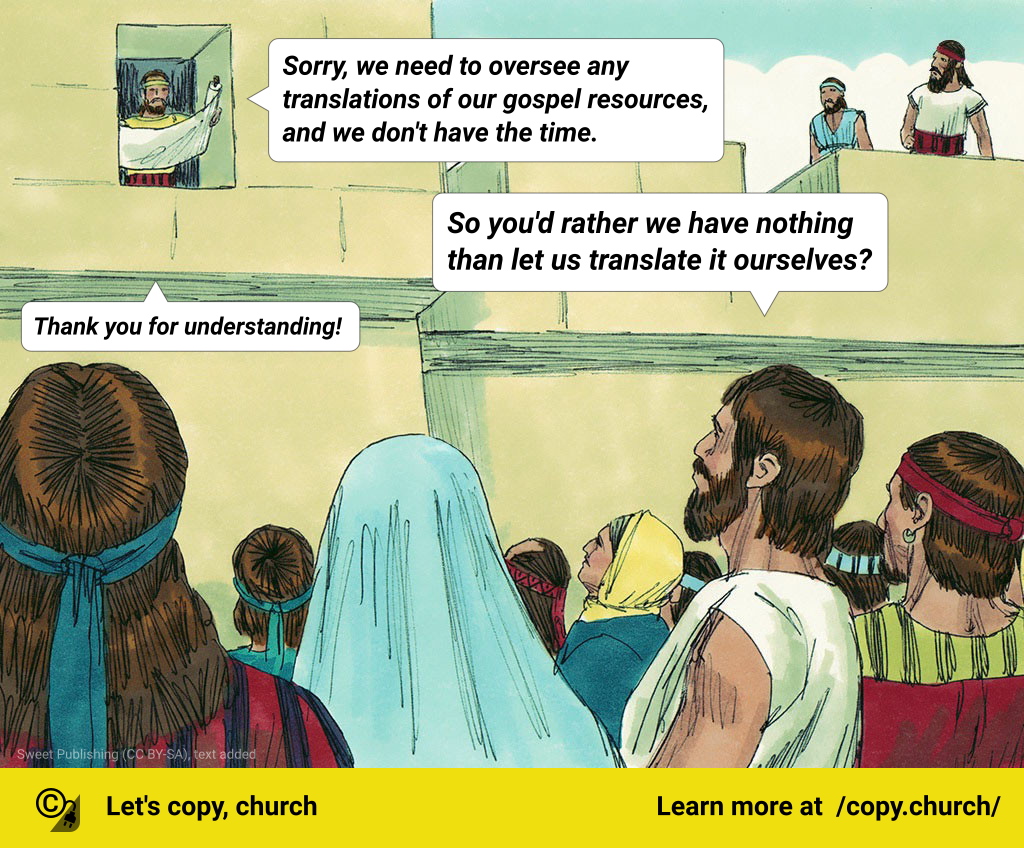 Sorry, we need to oversee any
translations of our gospel resources,
and we don't have the time.
So you'd rather we have nothing
than let us translate it ourselves?
Thank you for understanding!
Sweet Publishing (CC BY-SA), text added
© Let's copy, church
Learn more at /copy.church/